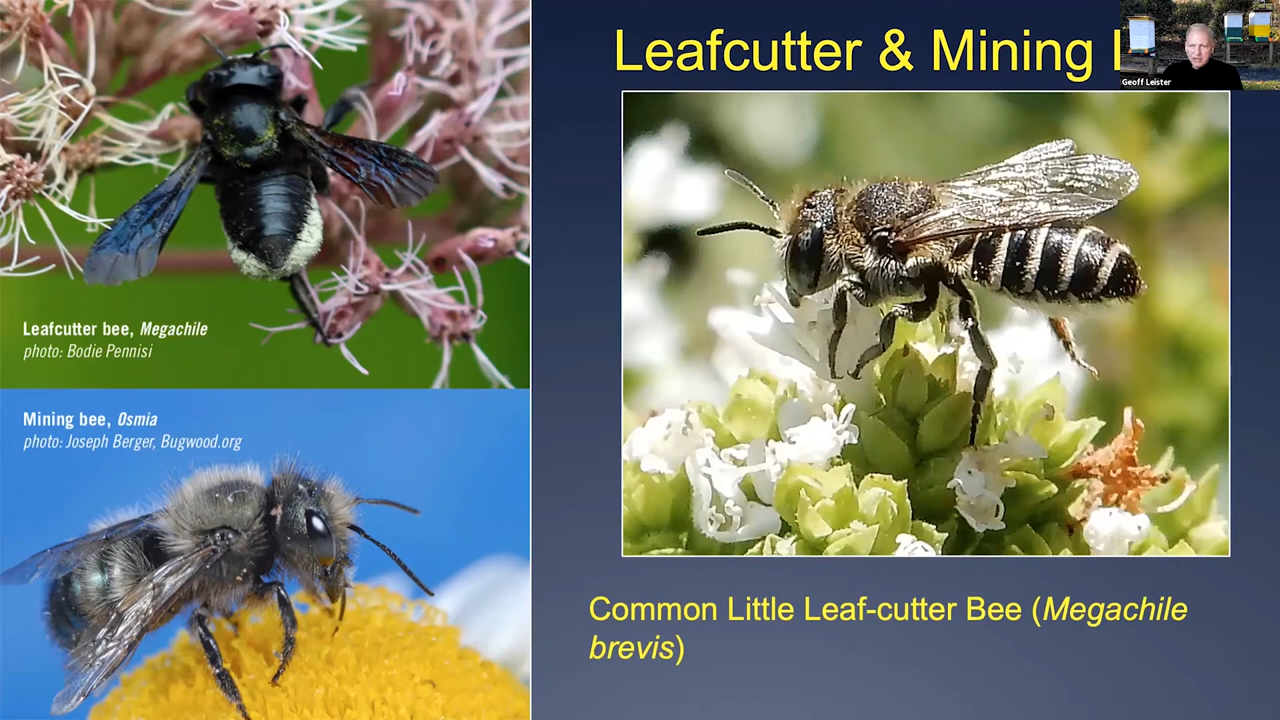 Leafcutter & Mining
Geoff Leister
Leafcutter bee, Megachile
photo: Bodie Pennisi
Mining bee, Osmia
photo: Joseph Berger, Bugwood.org
Common Little Leaf-cutter Bee (Megachile
brevis)